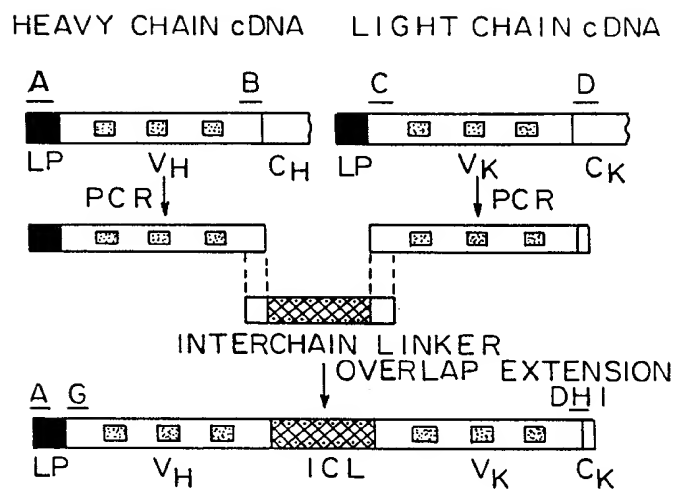 HEAVY CHAIN cDNA LIGHT CHAIN cDNA
A B C D
LP VH CH LP VK CK
PCR PCR
INTERCHAIN LINKER
OVERLAP EXTENSION
A G DHI
LP VH ICL VK CK